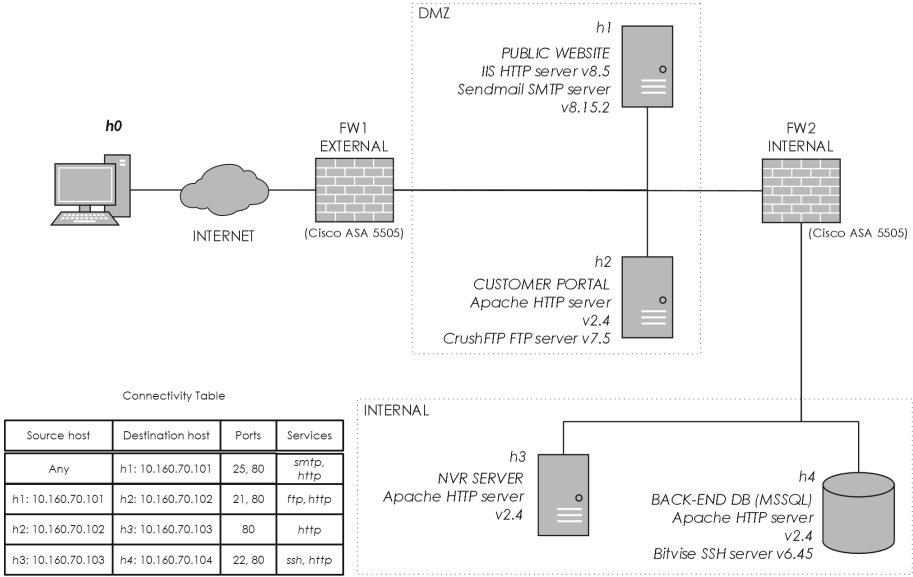 DMZ
h1
PUBLIC WEBSITE
IIS HTTP server v8.5
Sendmail SMTP server
v8.15.2
h0
FW1
EXTERNAL
FW2
INTERNAL
INTERNET
(Cisco ASA 5505)
(Cisco ASA 5505)
h2
CUSTOMER PORTAL
Apache HTTP server
v2.4
CrushFTP FTP server v7.5
Connectivity Table
Source host Destination host Ports Services
Any h1: 10.160.70.101 25, 80 smtp, http
h1: 10.160.70.101 h2: 10.160.70.102 21, 80 ftp, http
h2: 10.160.70.102 h3: 10.160.70.103 80 http
h3: 10.160.70.103 h4: 10.160.70.104 22, 80 ssh, http
INTERNAL
h3
NVR SERVER
Apache HTTP server
v2.4
h4
BACK-END DB (MSSQL)
Apache HTTP server
v2.4
Bitvise SSH server v6.45